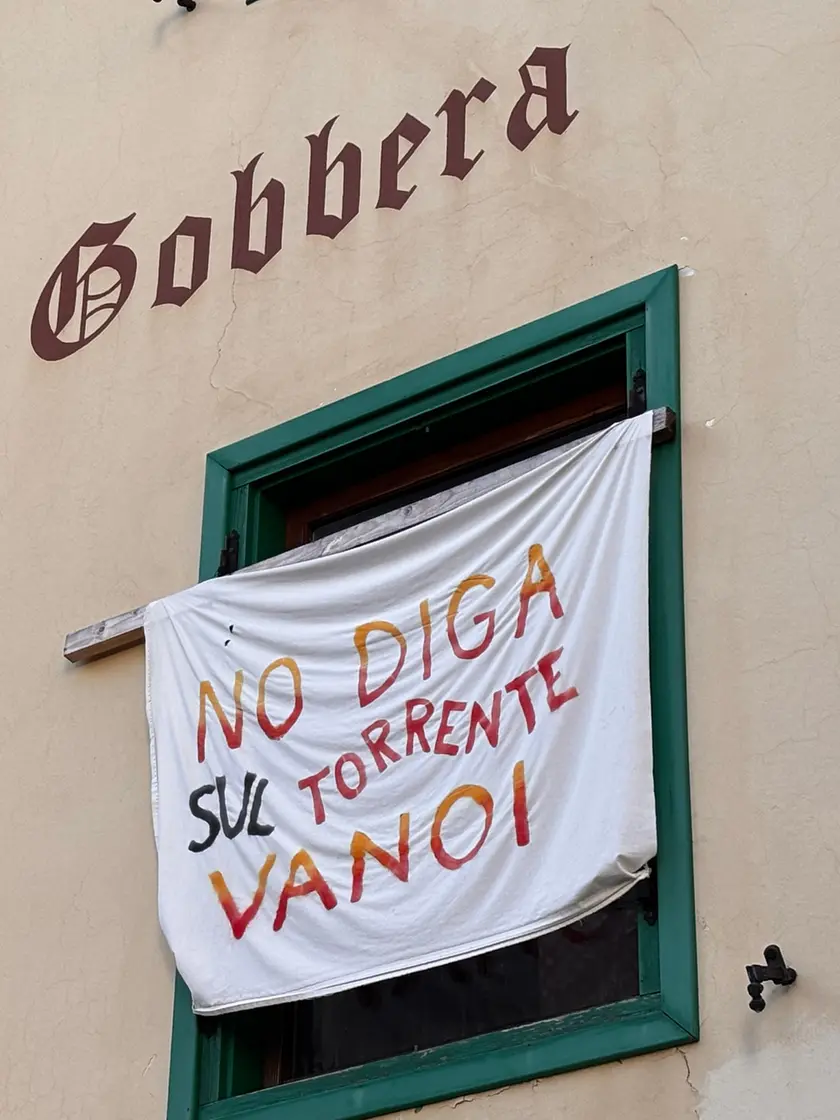 Gobbera
NO DIGA
SUL TORRENTE
VANOI